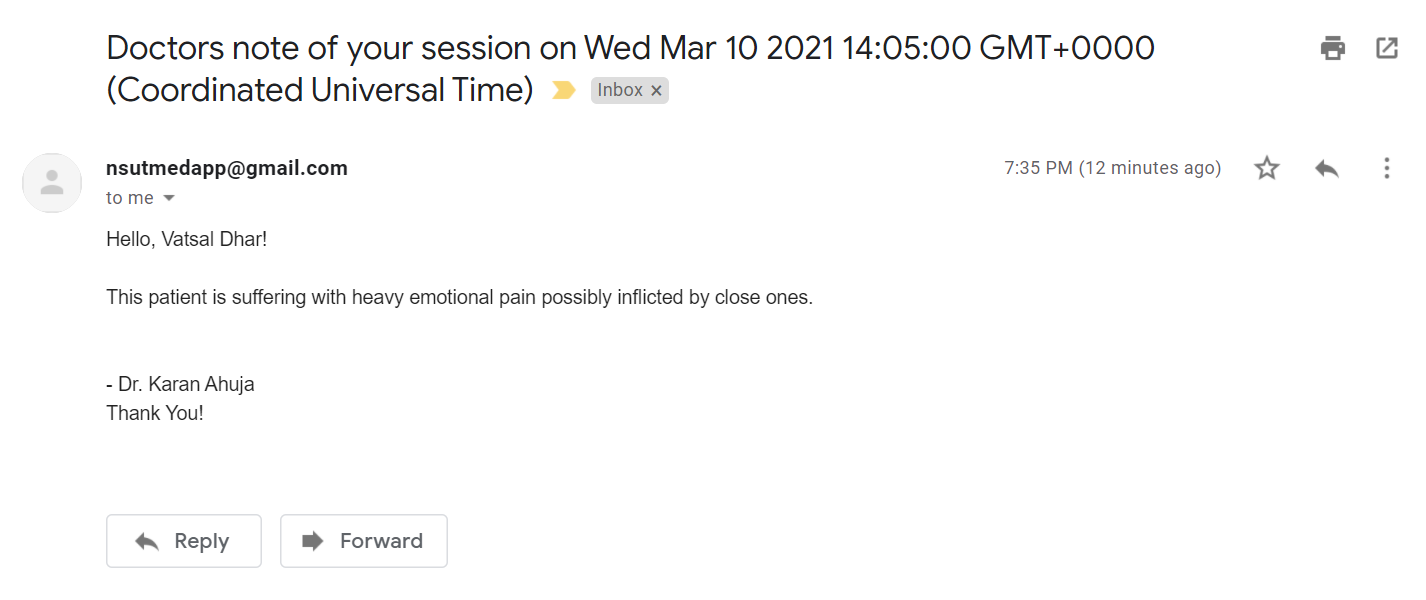 Doctors note of your session on Wed Mar 10 2021 14:05:00 GMT+0000
(Coordinated Universal Time) Inbox ×
nsutmedapp@gmail.com 7:35 PM (12 minutes ago)
to me
Hello, Vatsal Dhar!
This patient is suffering with heavy emotional pain possibly inflicted by close ones.
- Dr. Karan Ahuja
Thank You!
Reply Forward